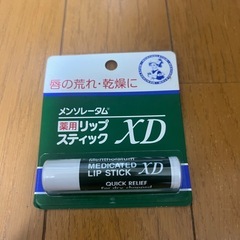 唇の荒れ・乾燥に
メンソレータム
薬用リップ
スティック XD
MEDICATED
LIP STICK XD
QUICK RELIEF